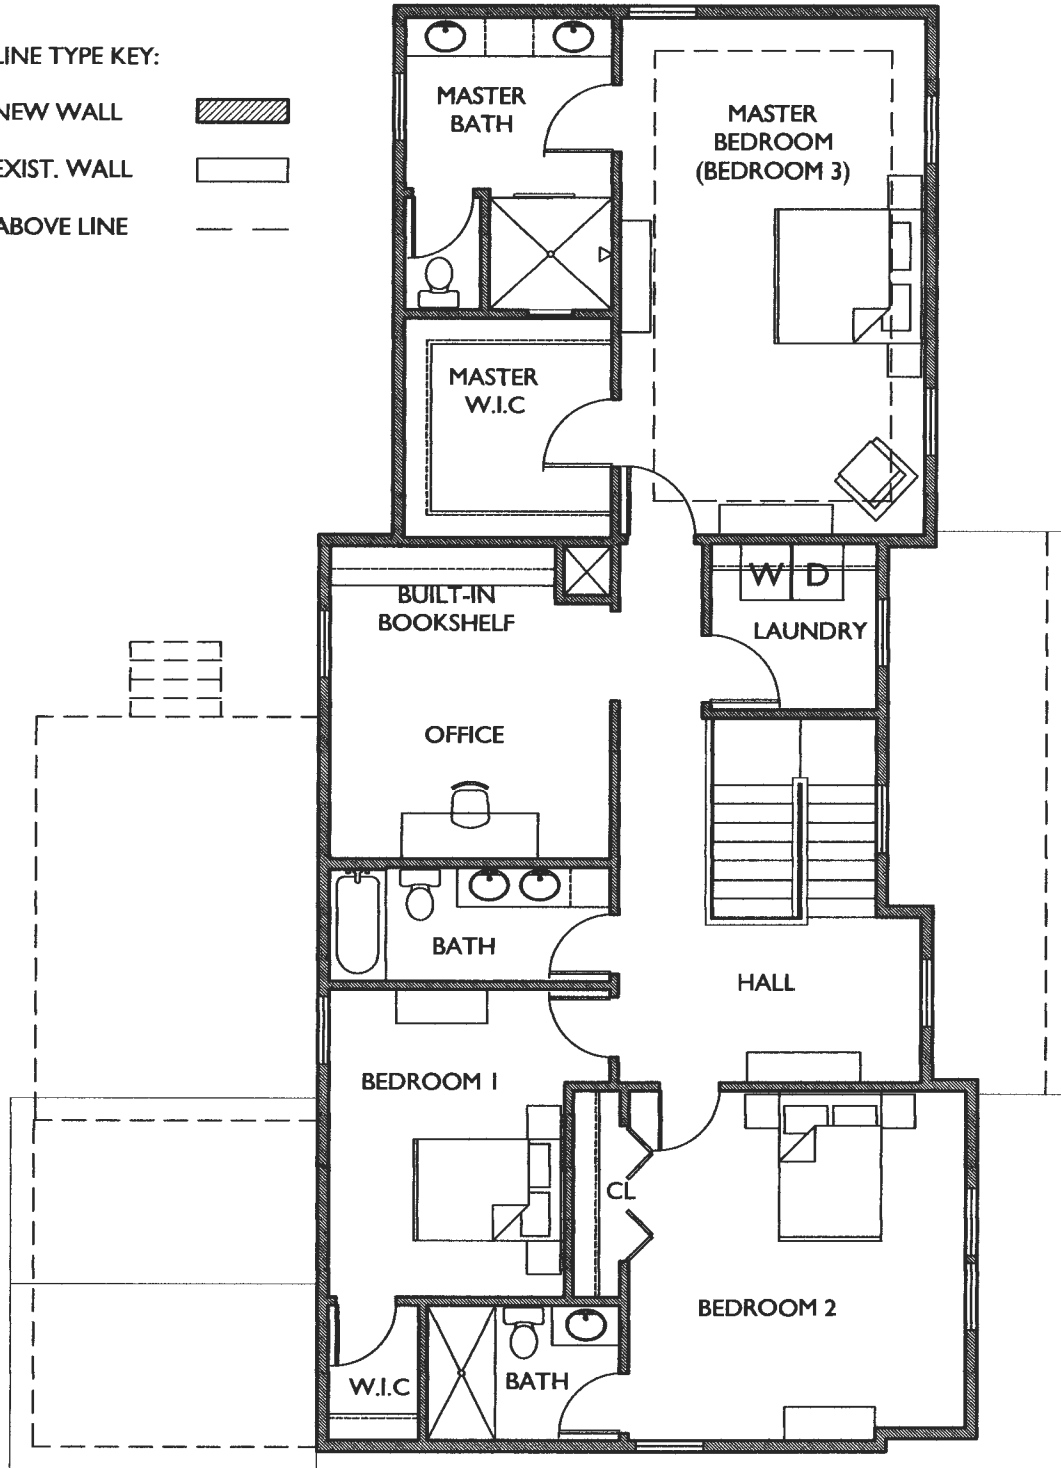 LINE TYPE KEY:
NEW WALL
EXIST. WALL
ABOVE LINE
MASTER
BATH
MASTER
BEDROOM
(BEDROOM 3)
MASTER
W.I.C
BUILT-IN
BOOKSHELF
W D
LAUNDRY
OFFICE
BATH
HALL
BEDROOM 1
CL
BEDROOM 2
W.I.C
BATH